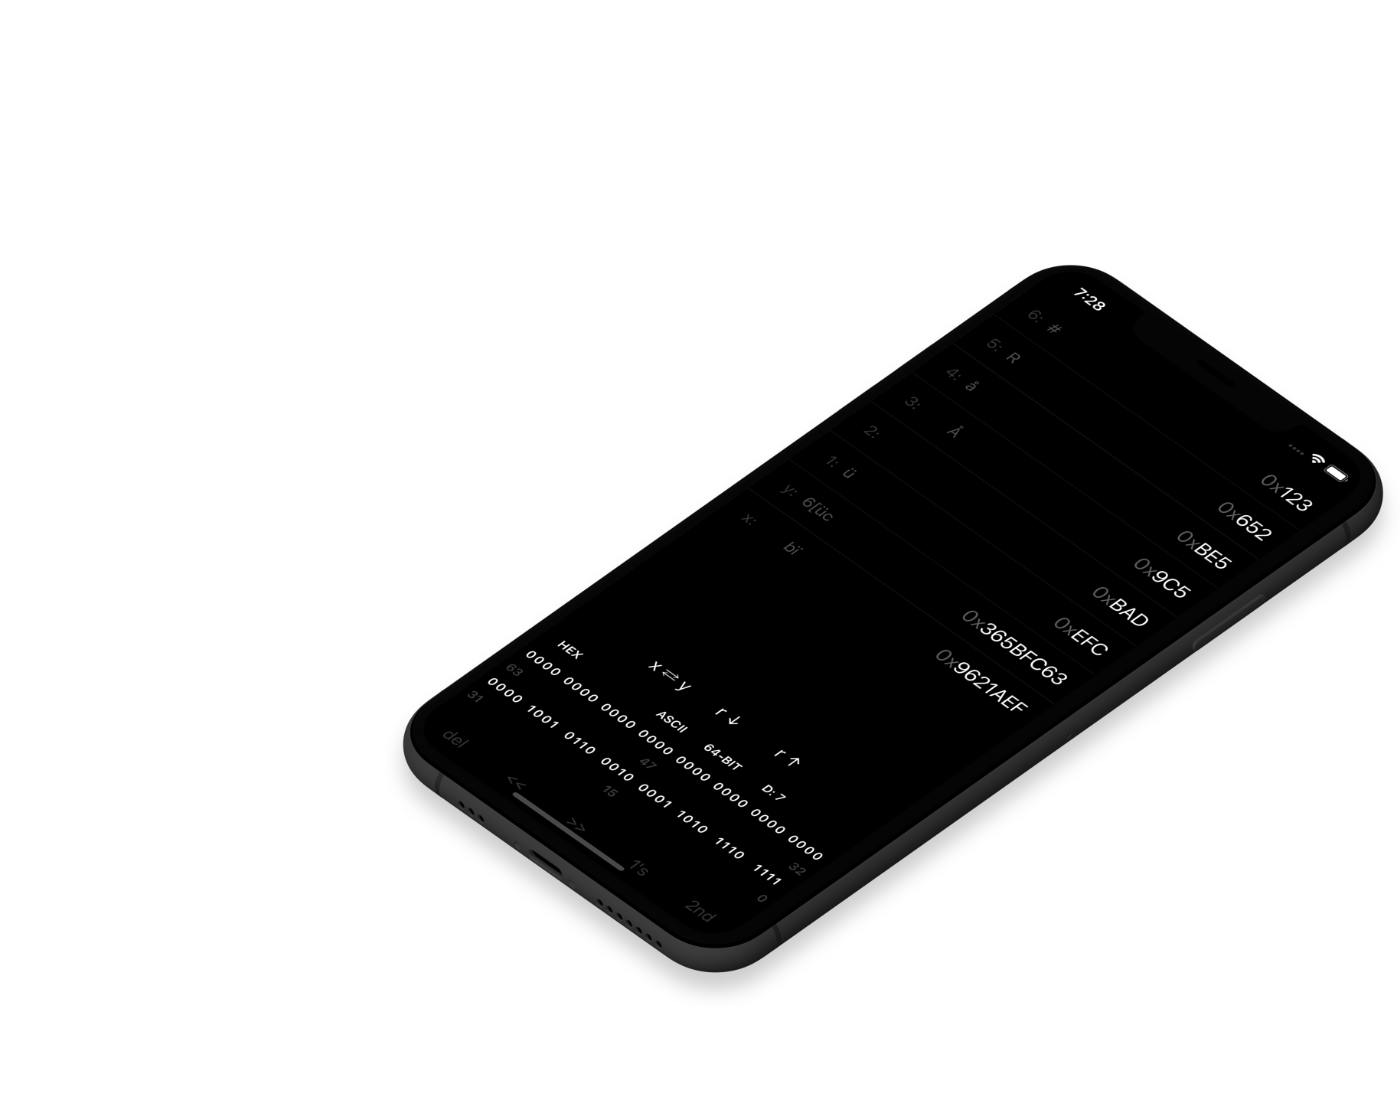 7:28
6: # 0x123
5: R 0x652
4: å 0xBE5
3: Å 0x9C5
2: 0xBAD
1: ü 0xEFC
y: 6[üc 0x365BFC63
x: bï 0x9621AEF
x ⇄ y r ↓ r ↑
HEX ASCII 64-BIT D: 7
0000 0000 0000 0000 0000 0000 0000 0000
63 47 32
0000 1001 0110 0010 0001 1010 1110 1111
31 15 0
del << >> 1's 2nd